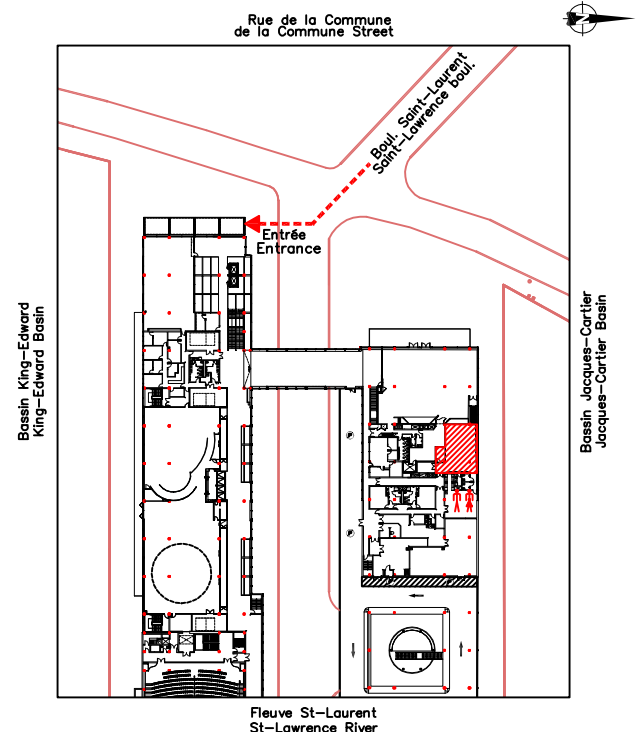 Rue de la Commune
de la Commune Street
N
Boul. Saint-Laurent
Saint-Lawrence boul.
Entrée
Entrance
Bassin King-Edward
King-Edward Basin
Bassin Jacques-Cartier
Jacques-Cartier Basin
P
P
Fleuve St-Laurent
St-Lawrence River